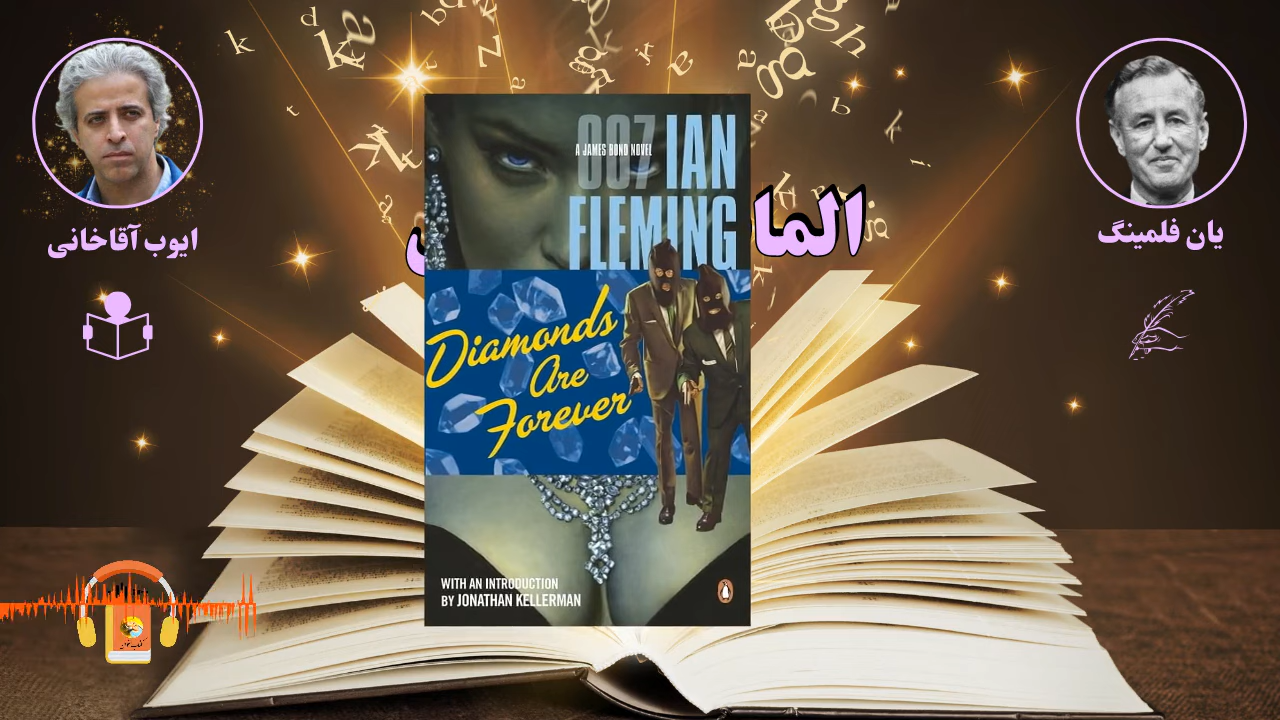 ایوب آقاخانی
یان فلمینگ
A JAMES BOND NOVEL
007 IAN
FLEMING
Diamonds
Are
Forever
WITH AN INTRODUCTION
BY JONATHAN KELLERMAN